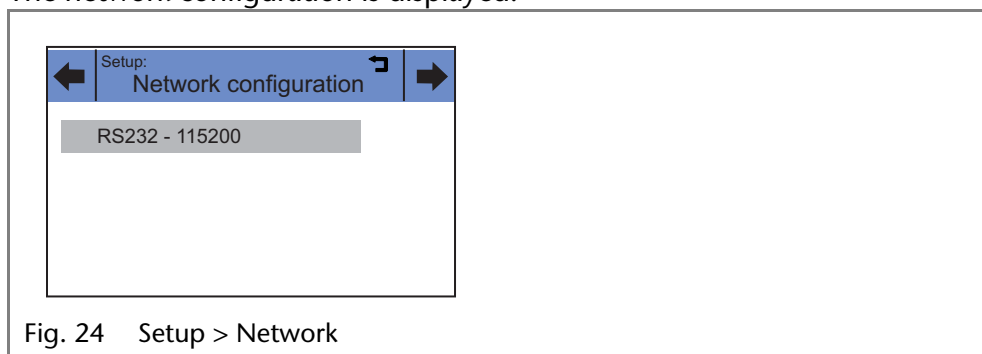 The network configuration is displayed.
Setup:
Network configuration
RS232 - 115200
Fig. 24 Setup > Network